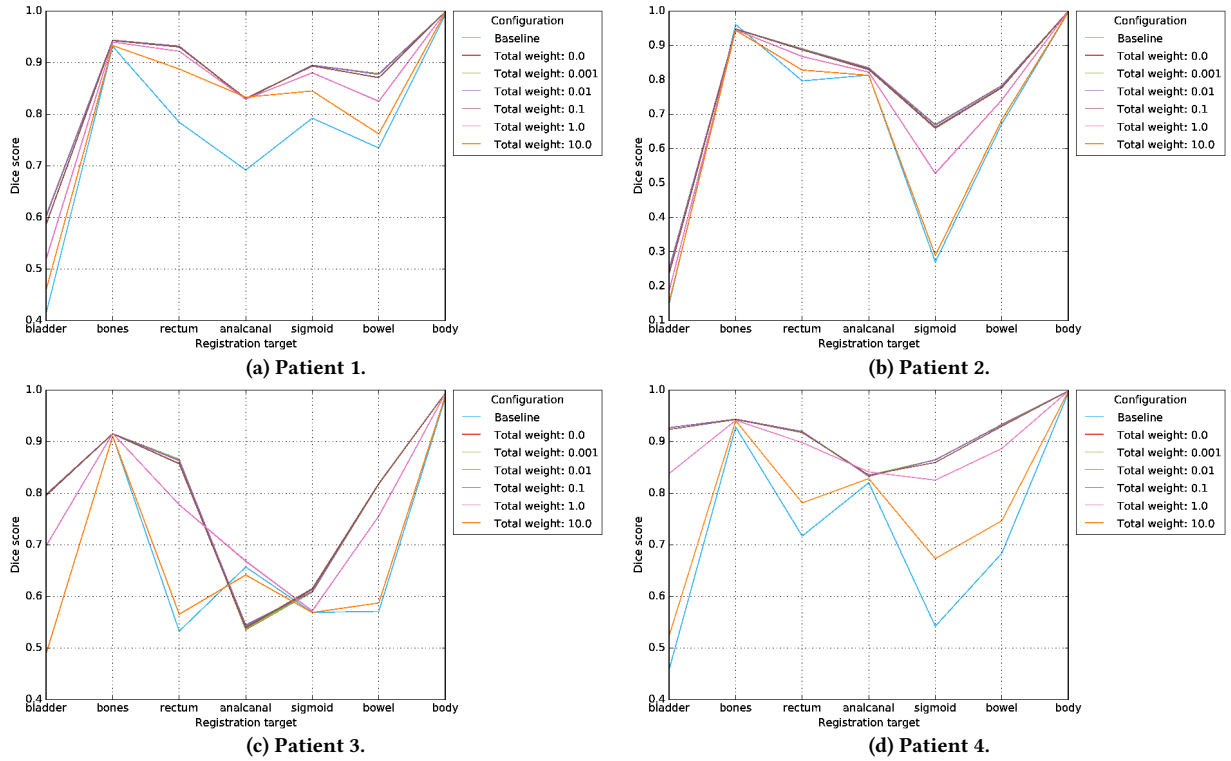 1.0
0.9
0.8
0.7
0.6
0.5
0.4
Dice score
bladder bones rectum analcanal sigmoid bowel body
Registration target
Configuration
Baseline
Total weight: 0.0
Total weight: 0.001
Total weight: 0.01
Total weight: 0.1
Total weight: 1.0
Total weight: 10.0
(a) Patient 1.
1.0
0.9
0.8
0.7
0.6
0.5
0.4
0.3
0.2
0.1
Dice score
bladder bones rectum analcanal sigmoid bowel body
Registration target
Configuration
Baseline
Total weight: 0.0
Total weight: 0.001
Total weight: 0.01
Total weight: 0.1
Total weight: 1.0
Total weight: 10.0
(b) Patient 2.
1.0
0.9
0.8
0.7
0.6
0.5
0.4
Dice score
bladder bones rectum analcanal sigmoid bowel body
Registration target
Configuration
Baseline
Total weight: 0.0
Total weight: 0.001
Total weight: 0.01
Total weight: 0.1
Total weight: 1.0
Total weight: 10.0
(c) Patient 3.
1.0
0.9
0.8
0.7
0.6
0.5
0.4
Dice score
bladder bones rectum analcanal sigmoid bowel body
Registration target
Configuration
Baseline
Total weight: 0.0
Total weight: 0.001
Total weight: 0.01
Total weight: 0.1
Total weight: 1.0
Total weight: 10.0
(d) Patient 4.